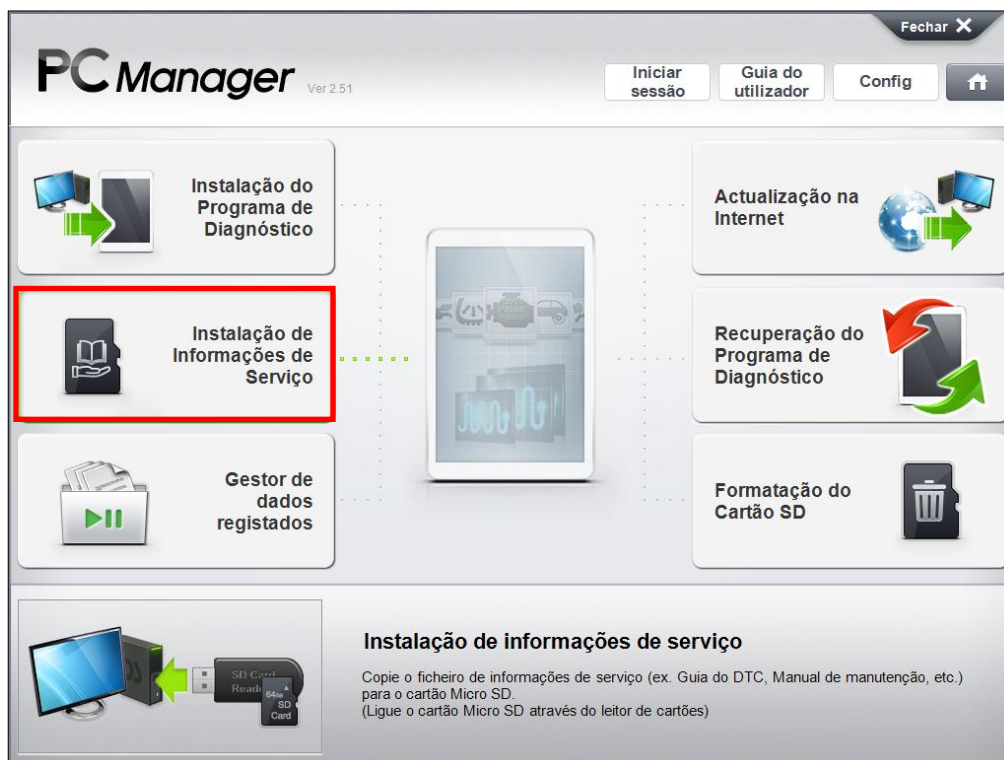 Fechar X
PC Manager Ver 2.51
Iniciar
sessão
Guia do
utilizador
Config
Instalação do
Programa de
Diagnóstico
Actualização na
Internet
Instalação de
Informações de
Serviço
Recuperação do
Programa de
Diagnóstico
Gestor de
dados
registados
Formatação do
Cartão SD
SD Card
Reader
64GB
SD
Card
Instalação de informações de serviço
Copie o ficheiro de informações de serviço (ex. Guia do DTC, Manual de manutenção, etc.)
para o cartão Micro SD.
(Ligue o cartão Micro SD através do leitor de cartões)